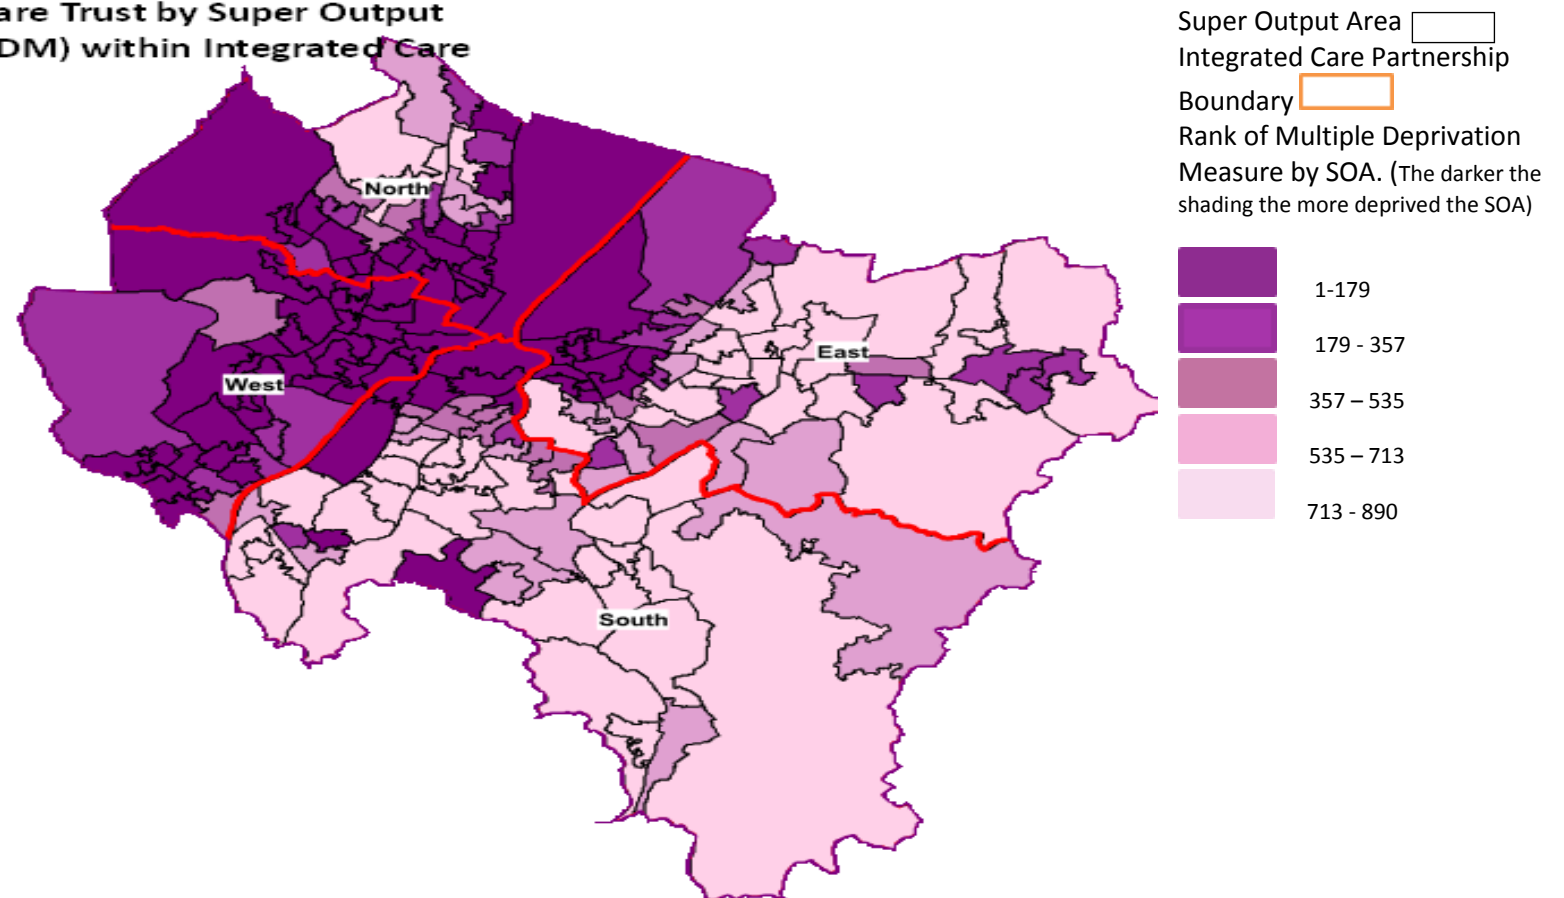 are Trust by Super Output
DM) within Integrated Care
Super Output Area
Integrated Care Partnership
Boundary
Rank of Multiple Deprivation
Measure by SOA. (The darker the
shading the more deprived the SOA)
1-179
179 - 357
357 – 535
535 – 713
713 - 890
North
East
West
South